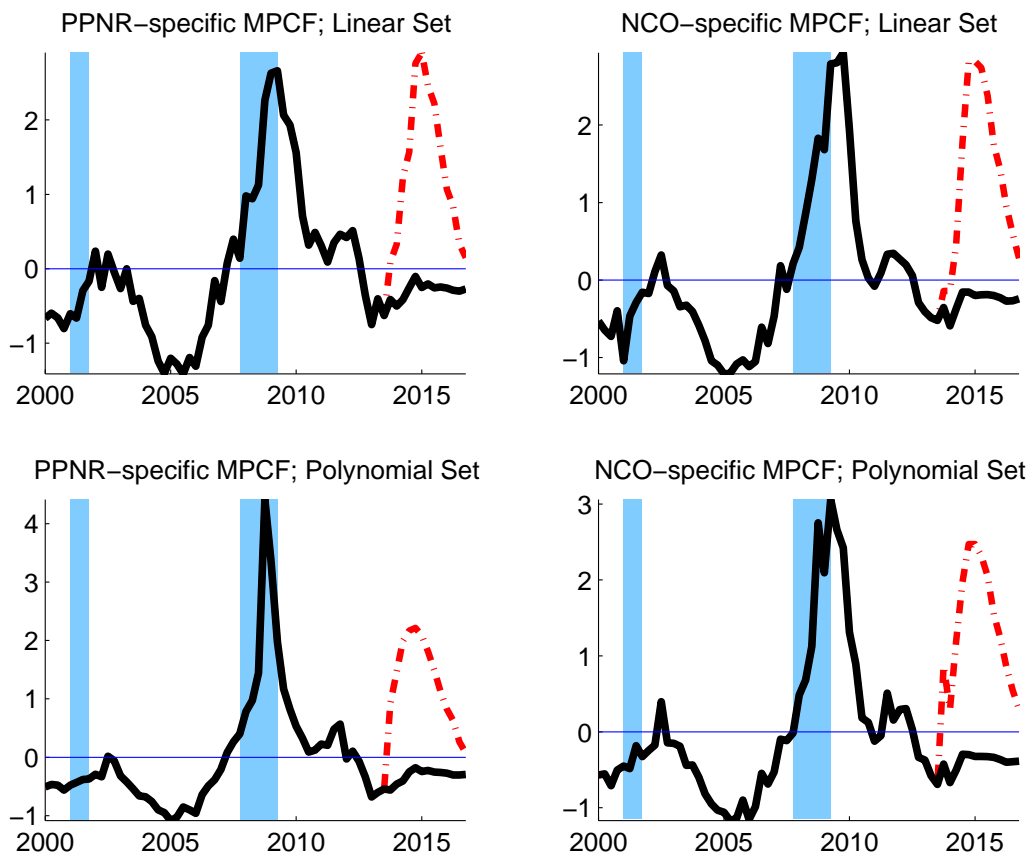 PPNR−specific MPCF; Linear Set
2
1
0
−1
2000 2005 2010 2015
NCO−specific MPCF; Linear Set
2
1
0
−1
2000 2005 2010 2015
PPNR−specific MPCF; Polynomial Set
4
3
2
1
0
−1
2000 2005 2010 2015
NCO−specific MPCF; Polynomial Set
3
2
1
0
−1
2000 2005 2010 2015